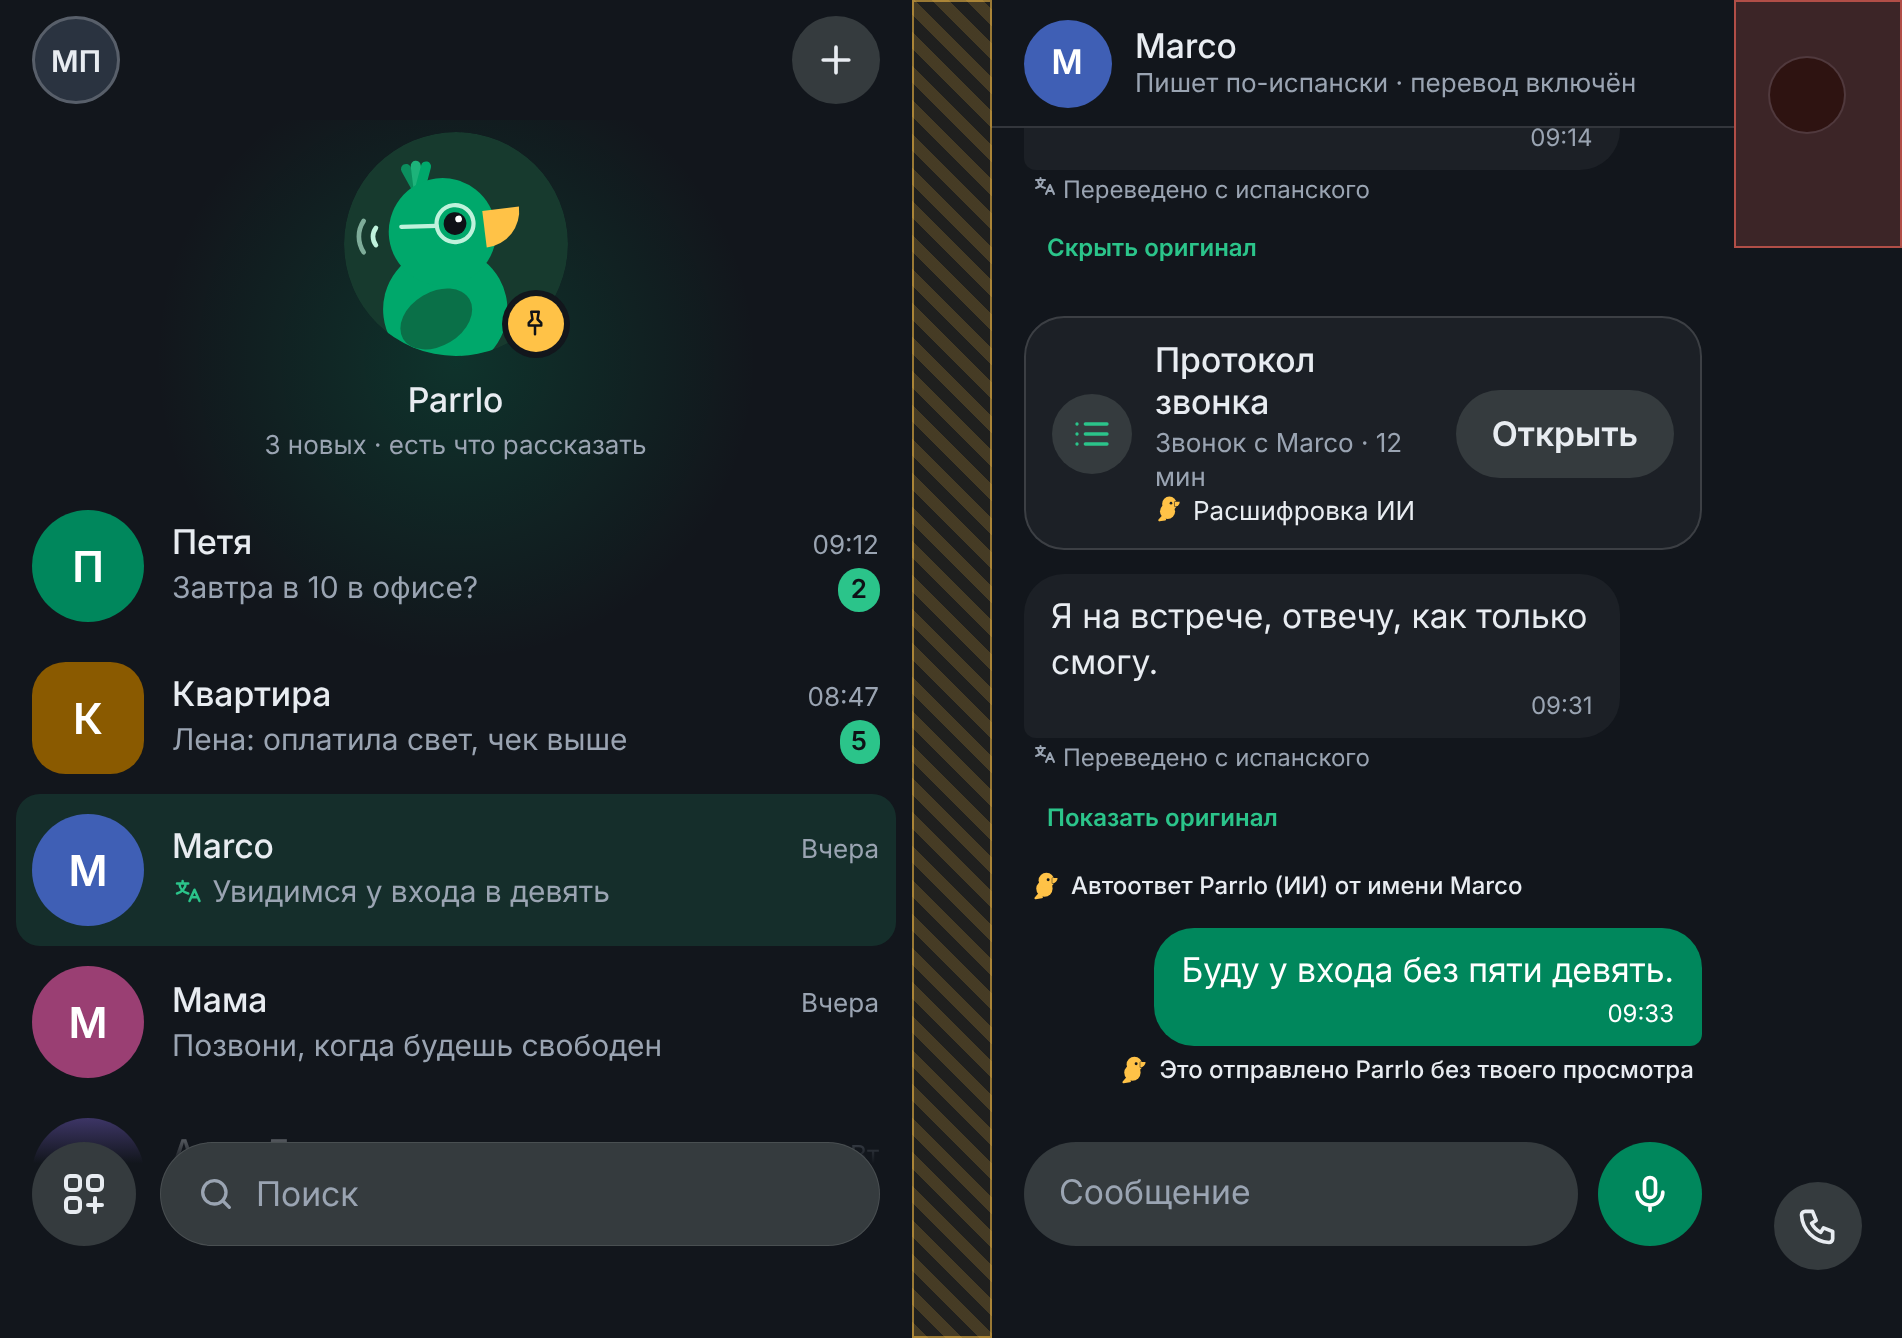 МП
Parrlo
3 новых · есть что рассказать
П
Петя
09:12
Завтра в 10 в офисе?
2
К
Квартира
08:47
Лена: оплатила свет, чек выше
5
M
Marco
Вчера
Увидимся у входа в девять
М
Мама
Вчера
Позвони, когда будешь свободен
Вт
Поиск
M
Marco
Пишет по-испански · перевод включён
09:14
Переведено с испанского
Скрыть оригинал
Протокол
звонка
Звонок с Marco · 12
мин
Расшифровка ИИ
Открыть
Я на встрече, отвечу, как только
смогу.
09:31
Переведено с испанского
Показать оригинал
Автоответ Parrlo (ИИ) от имени Marco
Буду у входа без пяти девять.
09:33
Это отправлено Parrlo без твоего просмотра
Сообщение